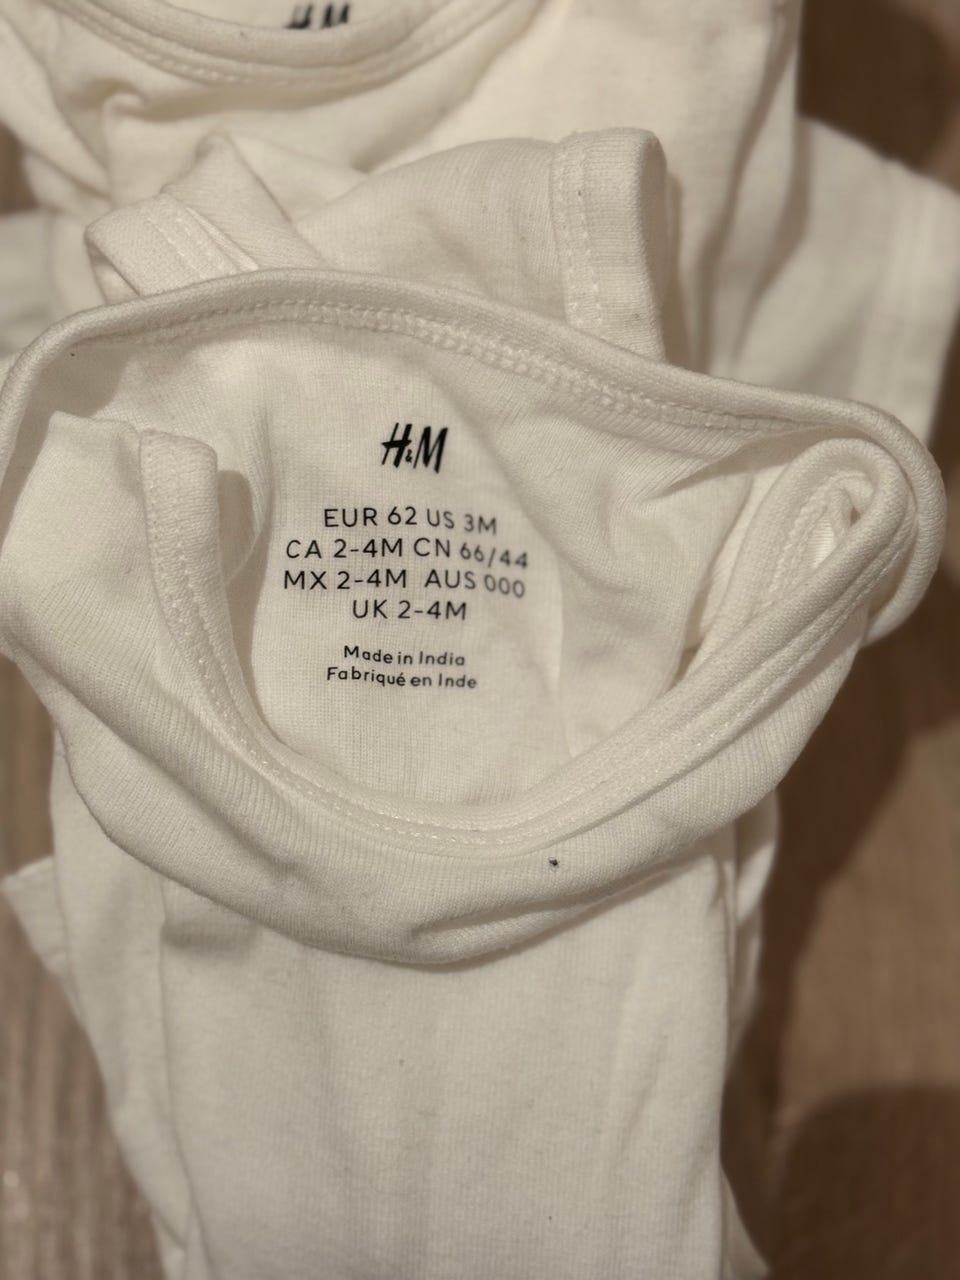 H&M
H&M
EUR 62 US 3M
CA 2-4M CN 66/44
MX 2-4M AUS 000
UK 2-4M
Made in India
Fabriqué en Inde